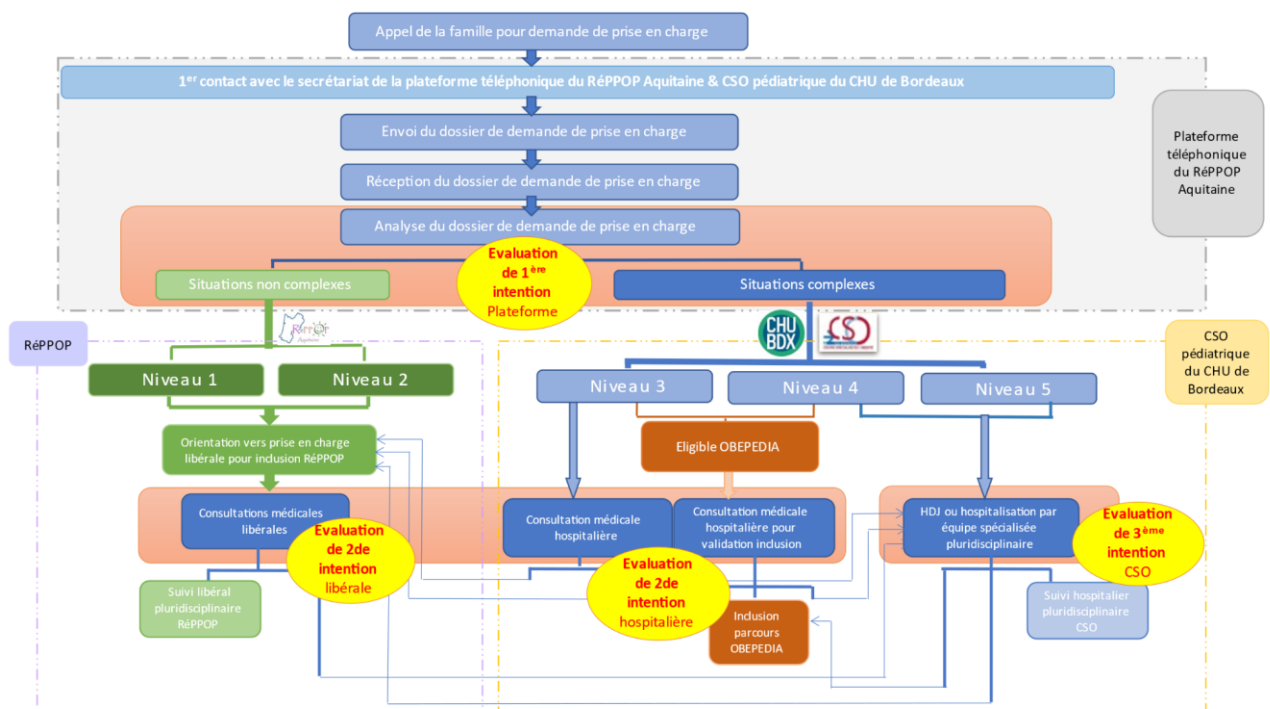 Appel de la famille pour demande de prise en charge
1er contact avec le secrétariat de la plateforme téléphonique du RéPPOP Aquitaine & CSO pédiatrique du CHU de Bordeaux
Envoi du dossier de demande de prise en charge
Réception du dossier de demande de prise en charge
Analyse du dossier de demande de prise en charge
Plateforme
téléphonique
du RéPPOP
Aquitaine
Evaluation
de 1ère
intention
Plateforme
Situations non complexes
Situations complexes
RéPPOP
Aquitaine
CHU
BDX
CSO
RéPPOP
CSO
pédiatrique
du CHU de
Bordeaux
Niveau 1
Niveau 2
Niveau 3
Niveau 4
Niveau 5
Orientation vers prise en charge
libérale pour inclusion RéPPOP
Eligible OBEPEDIA
Consultations médicales
libérales
Evaluation
de 2de
intention
libérale
Consultation médicale
hospitalière
Consultation médicale
hospitalière pour
validation inclusion
HDJ ou hospitalisation par
équipe spécialisée
pluridisciplinaire
Evaluation
de 3ème
intention
CSO
Suivi libéral
pluridisciplinaire
RéPPOP
Evaluation
de 2de
intention
hospitalière
Inclusion
parcours
OBEPEDIA
Suivi hospitalier
pluridisciplinaire
CSO